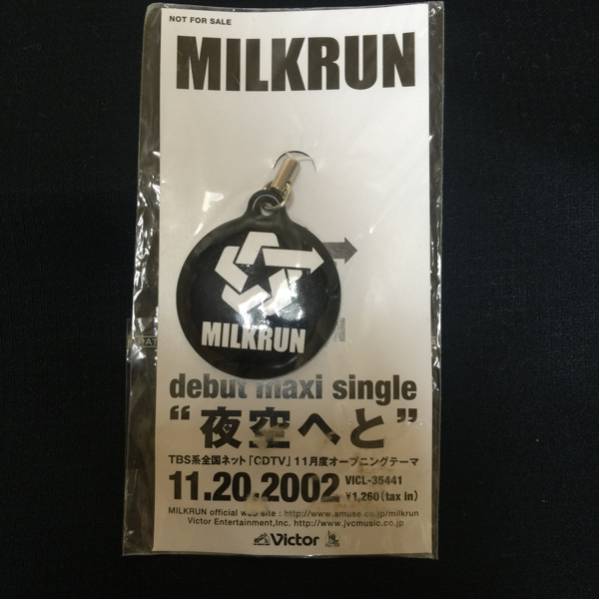 NOT FOR SALE
MILKRUN
MILKRUN
debut maxi single
“夜空へと”
TBS系全国ネット「CDTV」11月度オープニングテーマ
11.20.2002 VICL-35441
¥1,260(tax in)
MILKRUN official web site : http://www.amuse.co.jp/milkrun
Victor Entertainment,Inc. http://www.jvcmusic.co.jp
Victor